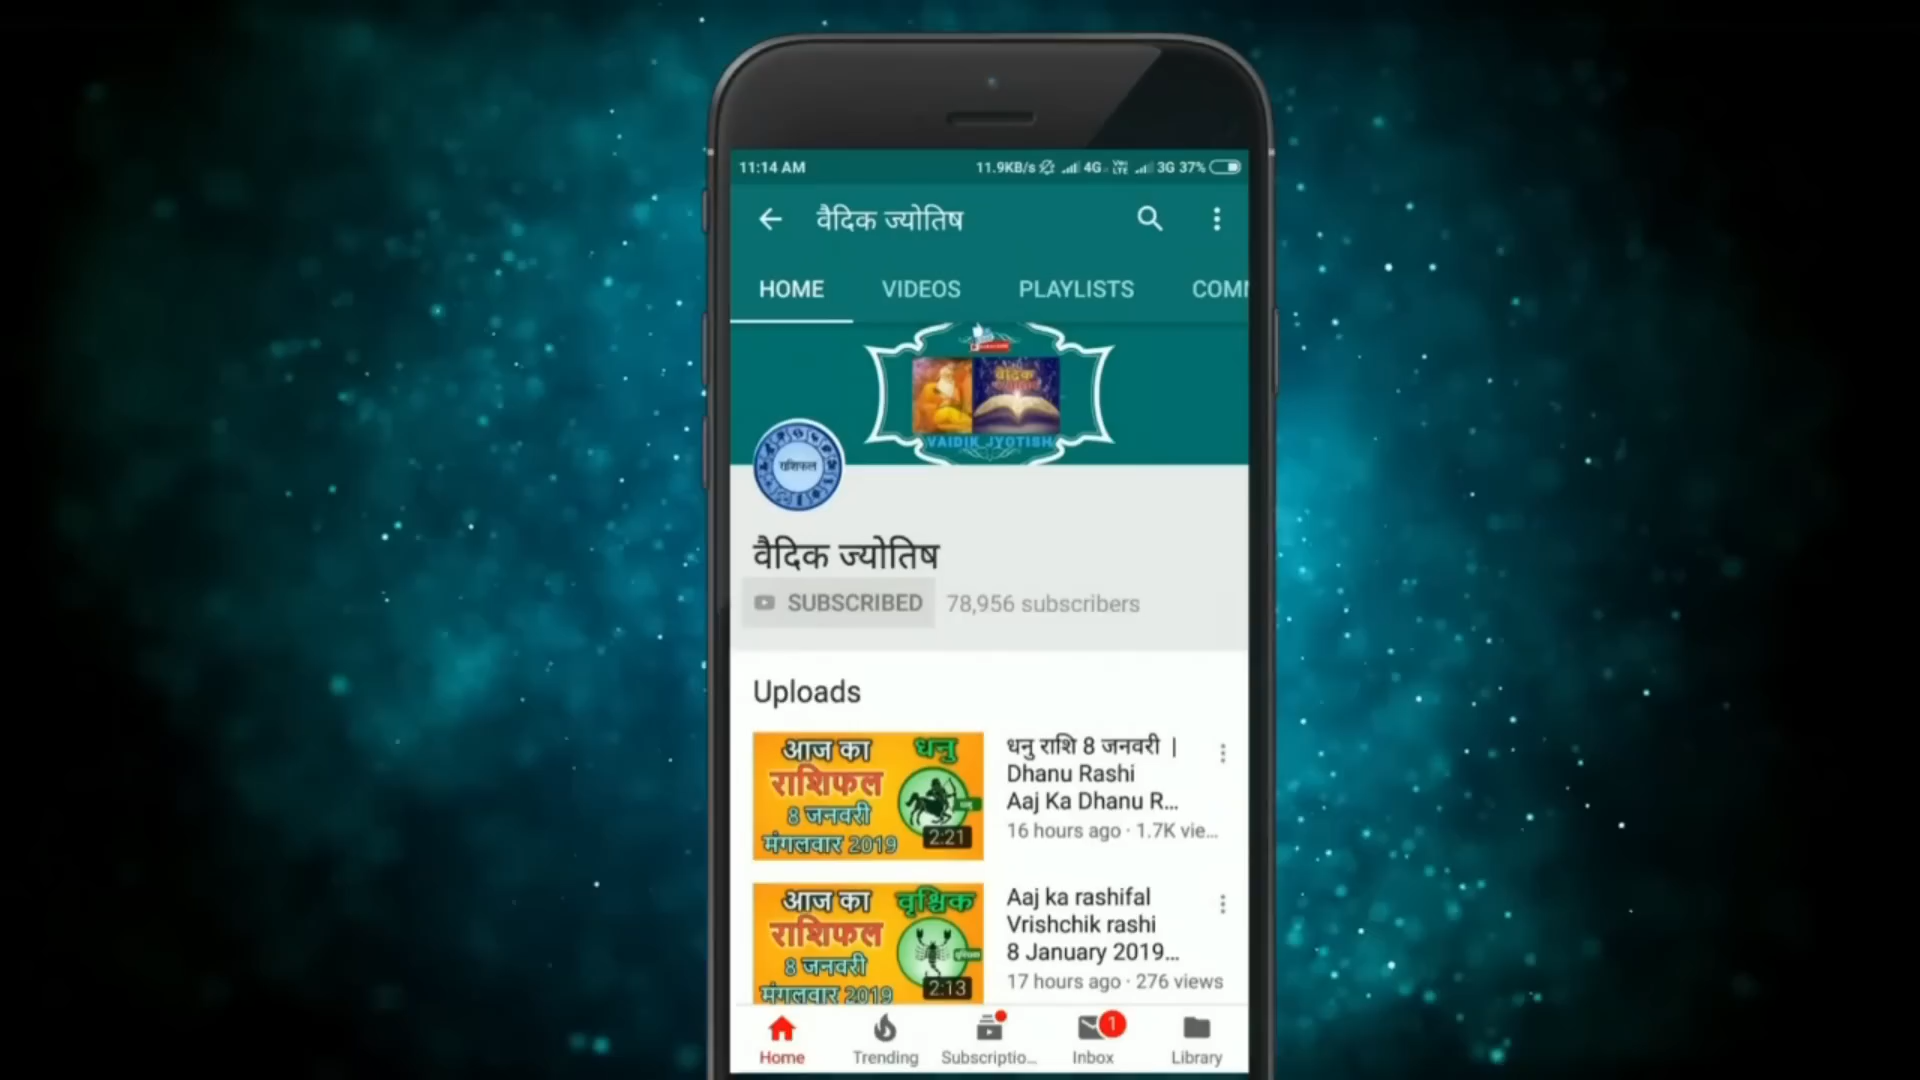 11:14 AM 11.9KB/s 4G VoLTE 3G 37%
वैदिक ज्योतिष
HOME VIDEOS PLAYLISTS COMM
वैदिक
VAIDIK JYOTISH
राशिफल
वैदिक ज्योतिष
SUBSCRIBED 78,956 subscribers
Uploads
आज का धनु
राशिफल
8 जनवरी
मंगलवार 2019
2:21
धनु राशि 8 जनवरी |
Dhanu Rashi
Aaj Ka Dhanu R...
16 hours ago · 1.7K vie...
आज का वृश्चिक
राशिफल
8 जनवरी
मंगलवार 2019
2:13
Aaj ka rashifal
Vrishchik rashi
8 January 2019...
17 hours ago · 276 views
1
Home Trending Subscriptio... Inbox Library